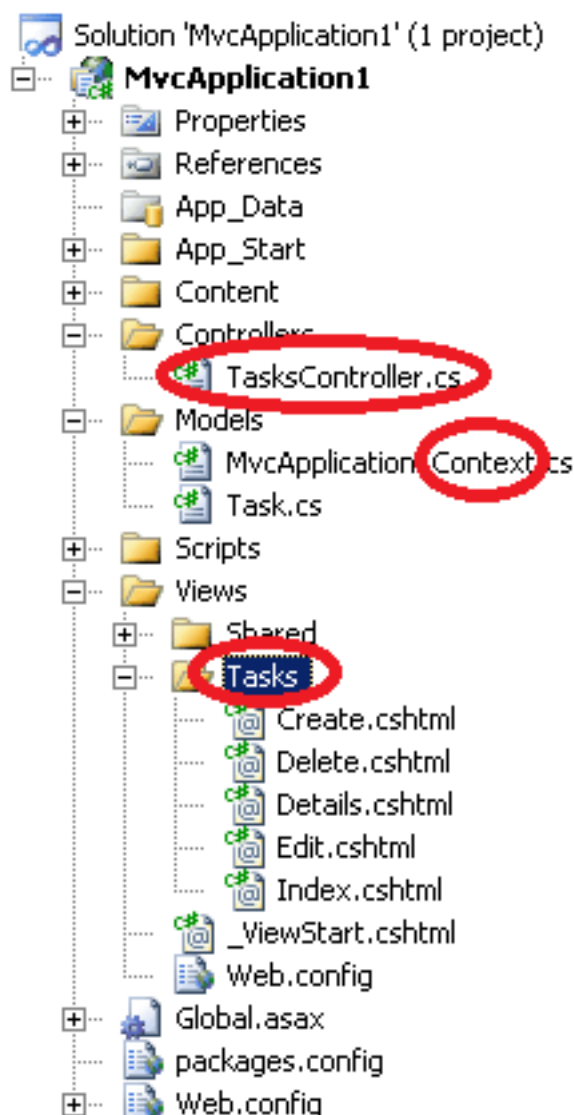 Solution 'MvcApplication1' (1 project)
MvcApplication1
Properties
References
App_Data
App_Start
Content
Controllers
TasksController.cs
Models
MvcApplication Context cs
Task.cs
Scripts
Views
Shared
Tasks
Create.cshtml
Delete.cshtml
Details.cshtml
Edit.cshtml
Index.cshtml
_ViewStart.cshtml
Web.config
Global.asax
packages.config
Web.config